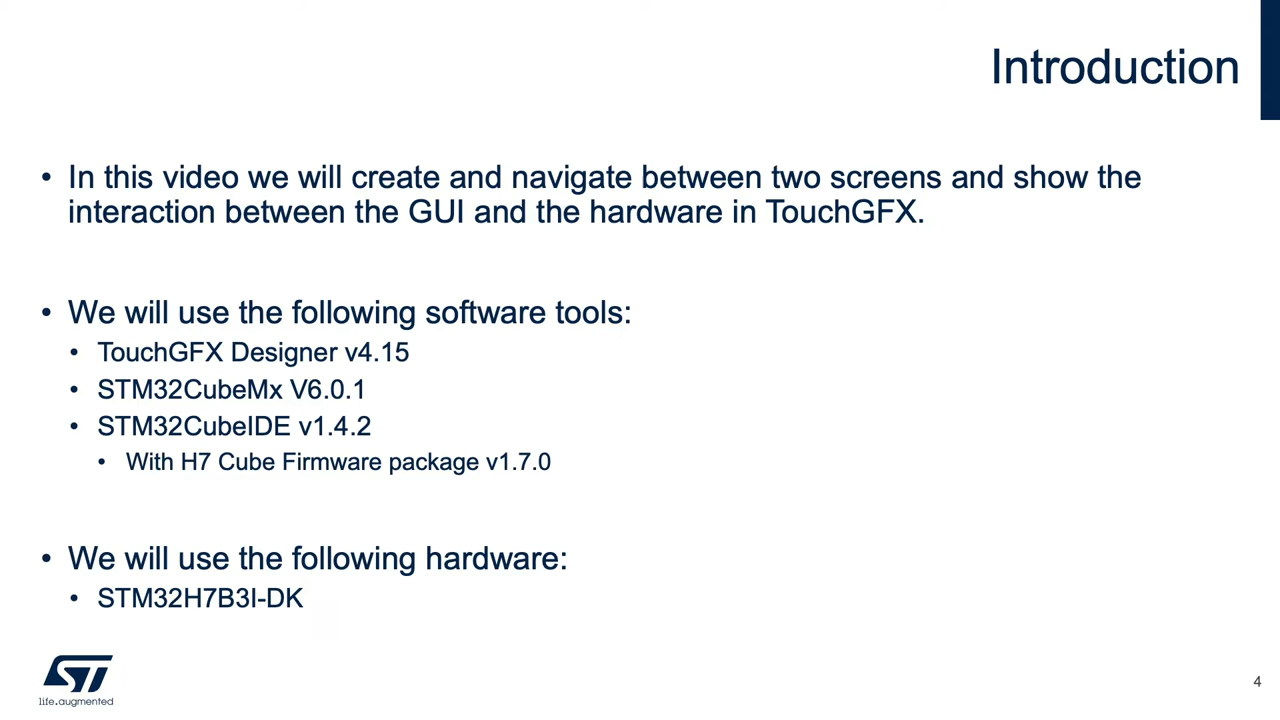 Introduction
• In this video we will create and navigate between two screens and show the
interaction between the GUI and the hardware in TouchGFX.
• We will use the following software tools:
• TouchGFX Designer v4.15
• STM32CubeMx V6.0.1
• STM32CubeIDE v1.4.2
• With H7 Cube Firmware package v1.7.0
• We will use the following hardware:
• STM32H7B3I-DK
ST
life.augmented
4